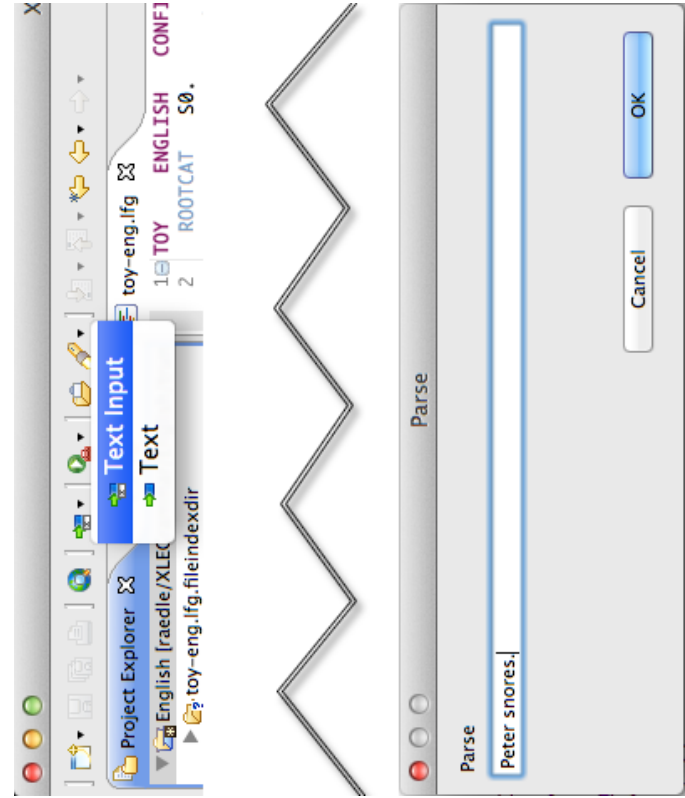 X
Text Input
Text
Project Explorer
English [raedle/XLEC
toy-eng.lfg.fileindexdir
toy-eng.lfg
1 TOY ENGLISH CONFI
2 ROOTCAT S0.
Parse
Parse
Peter snores.
Cancel
OK